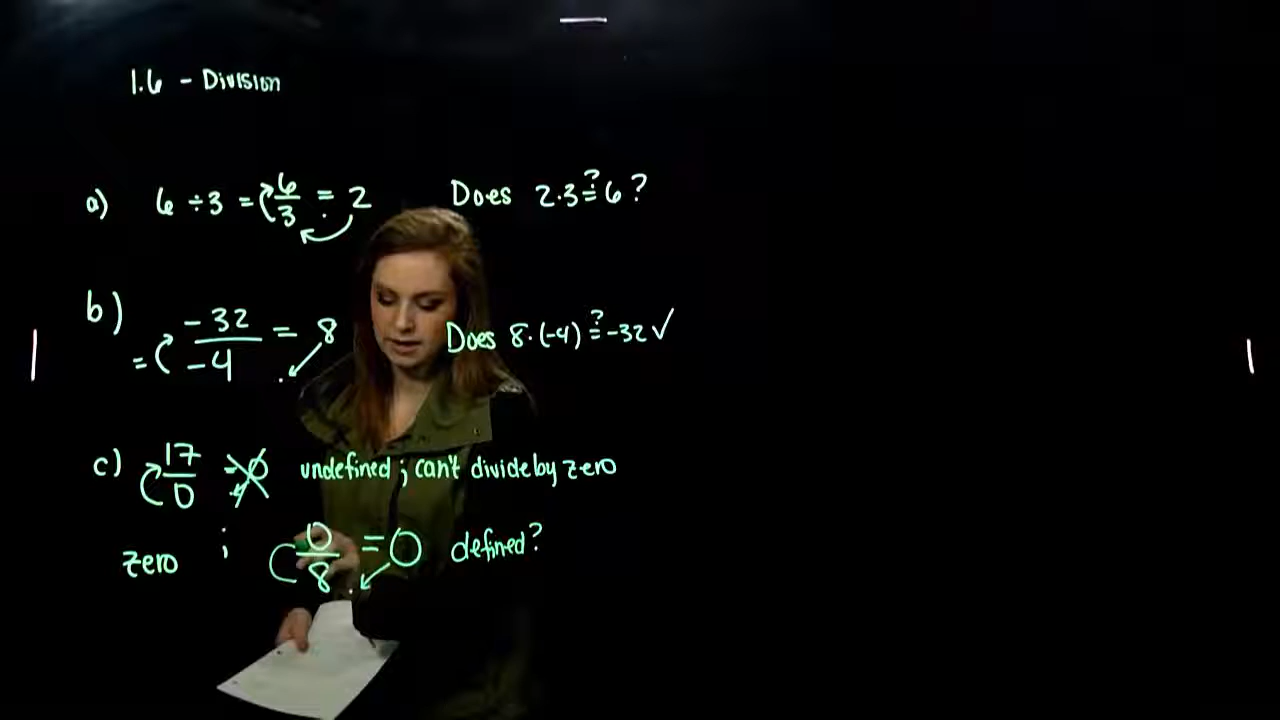 1.6 - Division
a) 6 ÷ 3 = 6/3 = 2 Does 2·3 ≟ 6 ?
b) = -32/-4 = 8 Does 8·(-4) ≟ -32 ✓
c) 17/0 = 0 undefined ; can't divide by zero
zero ; 0/8 = 0 defined?